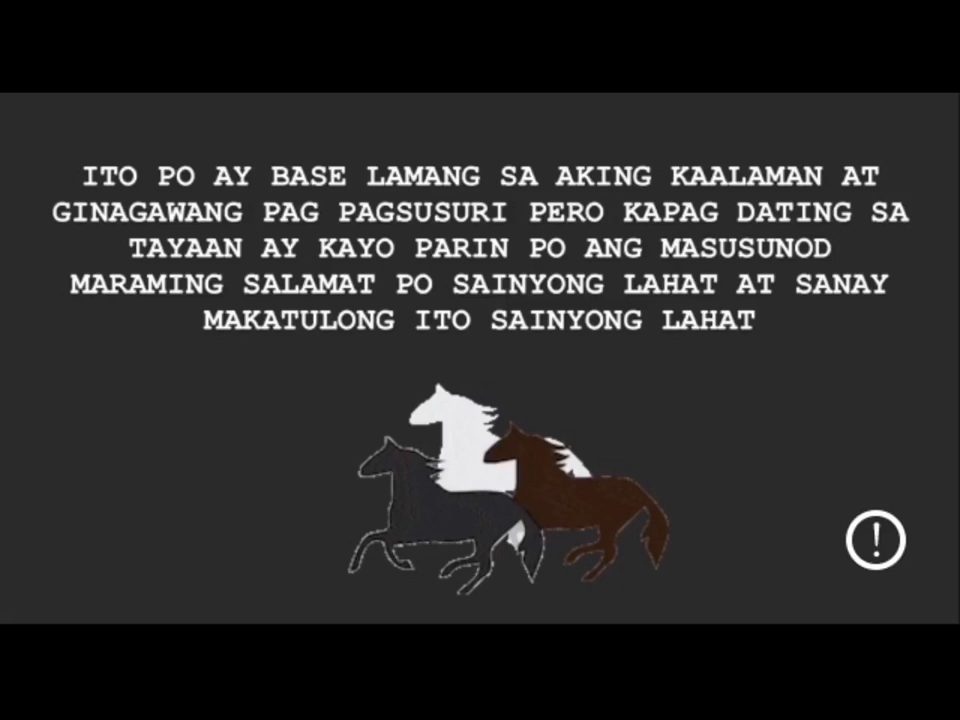 ITO PO AY BASE LAMANG SA AKING KAALAMAN AT
GINAGAWANG PAG PAGSUSURI PERO KAPAG DATING SA
TAYAAN AY KAYO PARIN PO ANG MASUSUNOD
MARAMING SALAMAT PO SAINYONG LAHAT AT SANAY
MAKATULONG ITO SAINYONG LAHAT
!